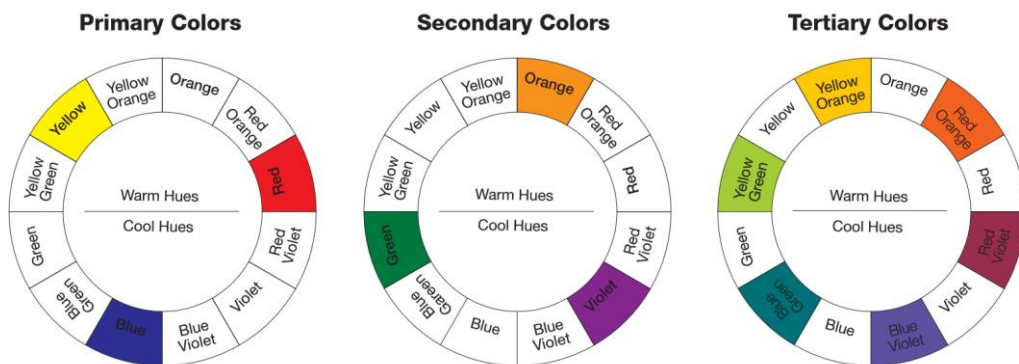 Primary Colors
Yellow
Orange
Orange
Red
Orange
Red
Red
Violet
Violet
Blue
Violet
Blue
Blue
Green
Green
Yellow
Green
Yellow
Warm Hues
Cool Hues
Secondary Colors
Yellow
Orange
Orange
Red
Orange
Red
Red
Violet
Violet
Blue
Violet
Blue
Blue
Gareen
Green
Yellow
Green
Yellow
Warm Hues
Cool Hues
Tertiary Colors
Yellow
Orange
Orange
Red
Orange
Red
Red
Violet
Violet
Blue
Violet
Blue
Blue
Green
Green
Yellow
Green
Yellow
Warm Hues
Cool Hues